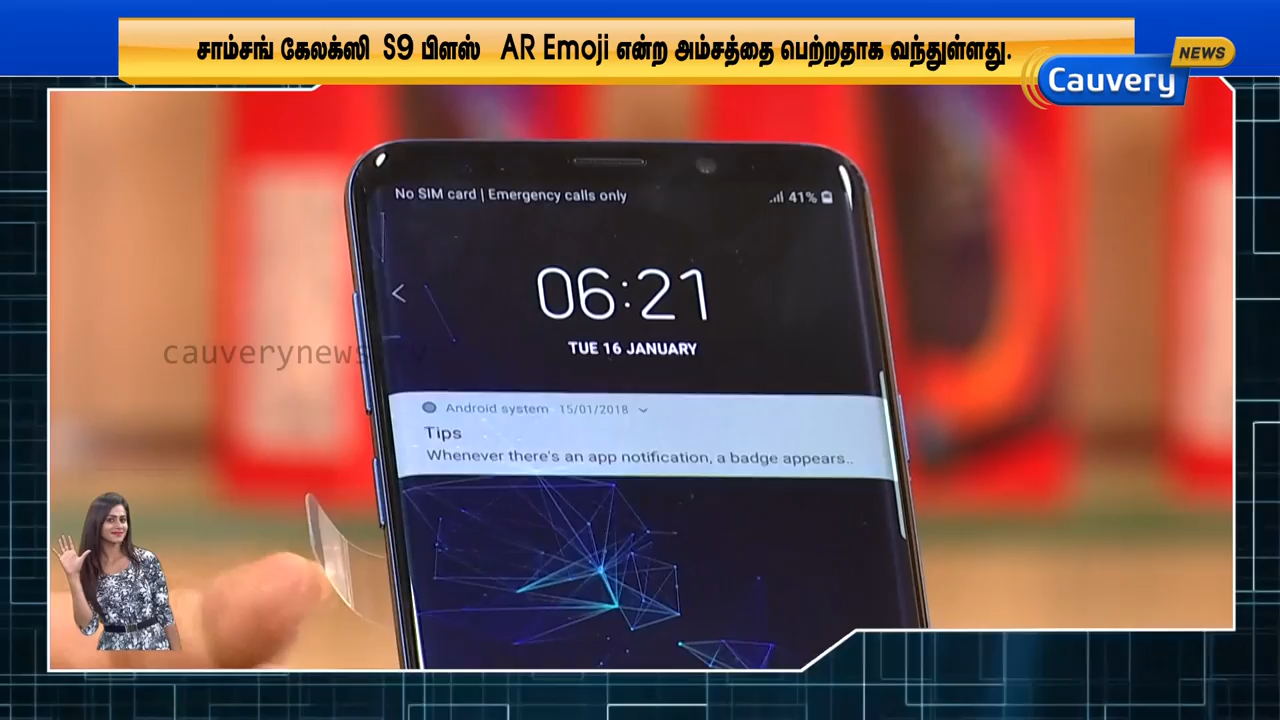 சாம்சங் கேலக்ஸி S9 பிளஸ் AR Emoji என்ற அம்சத்தை பெற்றதாக வந்துள்ளது.
NEWS
Cauvery
No SIM card | Emergency calls only
41%
06:21
TUE 16 JANUARY
cauverynews.tv
Android system 15/01/2018
Tips
Whenever there's an app notification, a badge appears..